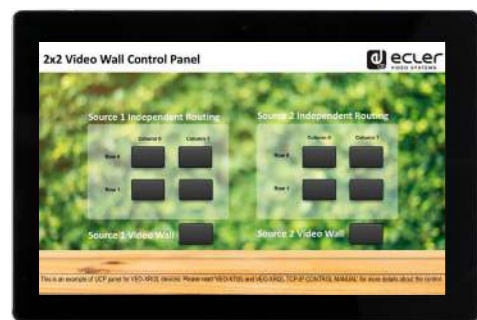 2x2 Video Wall Control Panel
ecler
VIDEO SYSTEMS
Source 1 Independent Routing
Source 2 Independent Routing
Column 0 Column 1
Column 0 Column 1
Row 0
Row 0
Row 1
Row 1
Source 1 Video Wall
Source 2 Video Wall
This is an example of UCP panel for VEO-XRI2L devices. Please read VEO-XTI2L and VEO-XRI2L TCP-IP CONTROL MANUAL for more details about the control.